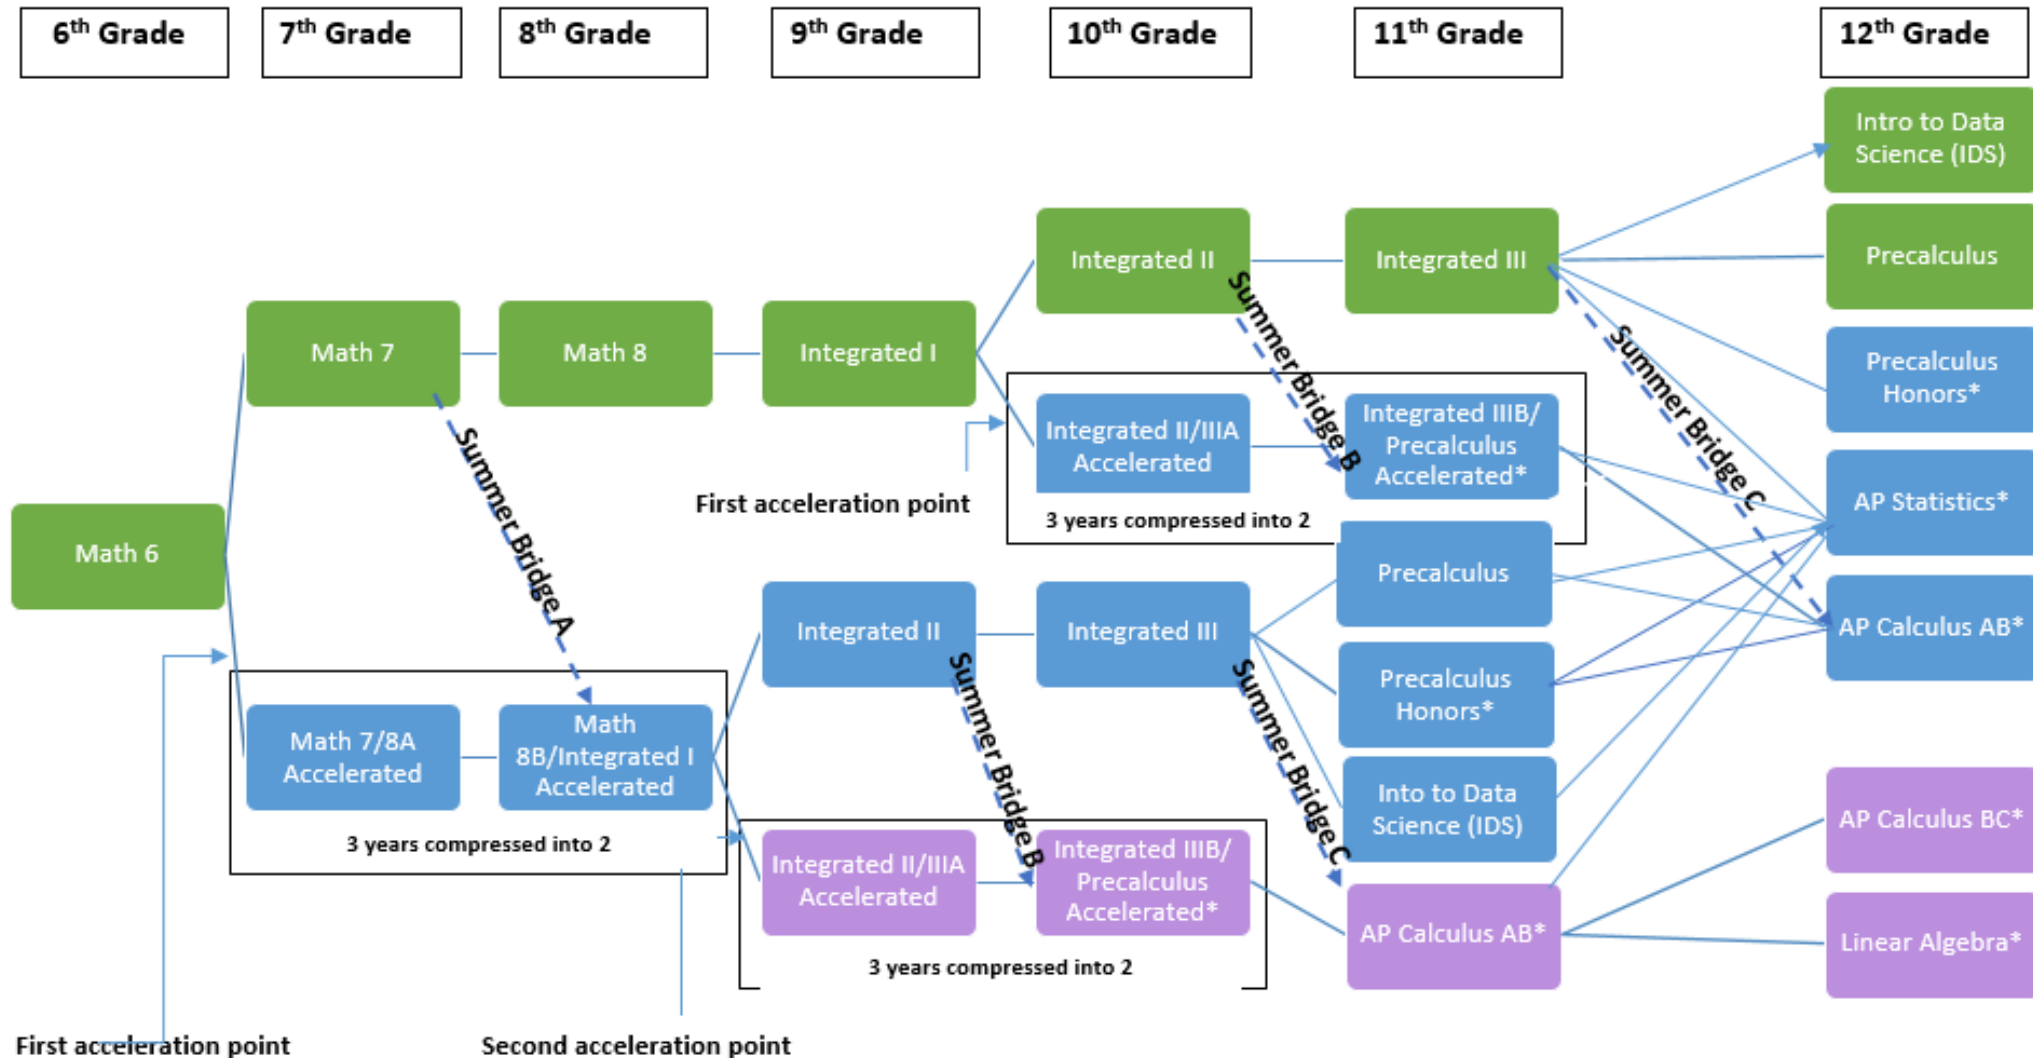 6th Grade
7th Grade
8th Grade
9th Grade
10th Grade
11th Grade
12th Grade
Intro to Data
Science (IDS)
Integrated II
Integrated III
Precalculus
Summer Bridge B
Summer Bridge C
Math 7
Math 8
Integrated I
Precalculus
Honors*
Summer Bridge A
Integrated II/IIIA
Accelerated
Integrated IIIB/
Precalculus
Accelerated*
First acceleration point
3 years compressed into 2
AP Statistics*
Math 6
Precalculus
Integrated II
Integrated III
AP Calculus AB*
Summer Bridge B
Summer Bridge C
Precalculus
Honors*
Math 7/8A
Accelerated
Math
8B/Integrated I
Accelerated
3 years compressed into 2
Into to Data
Science (IDS)
AP Calculus BC*
Integrated II/IIIA
Accelerated
Integrated IIIB/
Precalculus
Accelerated*
3 years compressed into 2
AP Calculus AB*
Linear Algebra*
First acceleration point
Second acceleration point